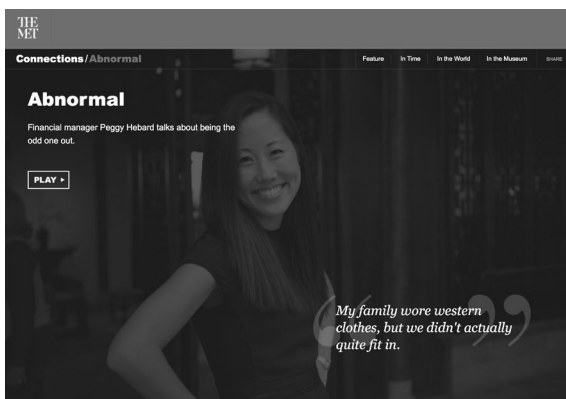 THE
MET
Connections/Abnormal
Feature
In Time
In the World
In the Museum
SHARE
Abnormal
Financial manager Peggy Hebard talks about being the
odd one out.
PLAY ▸
“My family wore western
clothes, but we didn't actually
quite fit in.”